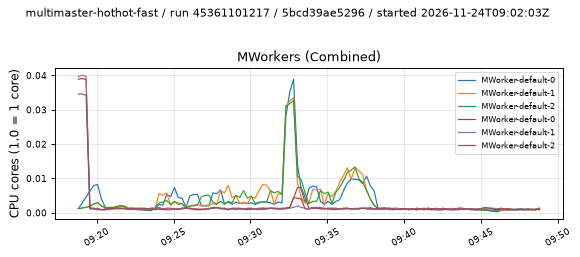 multimaster-hothot-fast / run 45361101217 / 5bcd39ae5296 / started 2026-11-24T09:02:03Z
MWorkers (Combined)
CPU cores (1.0 = 1 core)
0.04
0.03
0.02
0.01
0.00
MWorker-default-0
MWorker-default-1
MWorker-default-2
MWorker-default-0
MWorker-default-1
MWorker-default-2
09:20
09:25
09:30
09:35
09:40
09:45
09:50